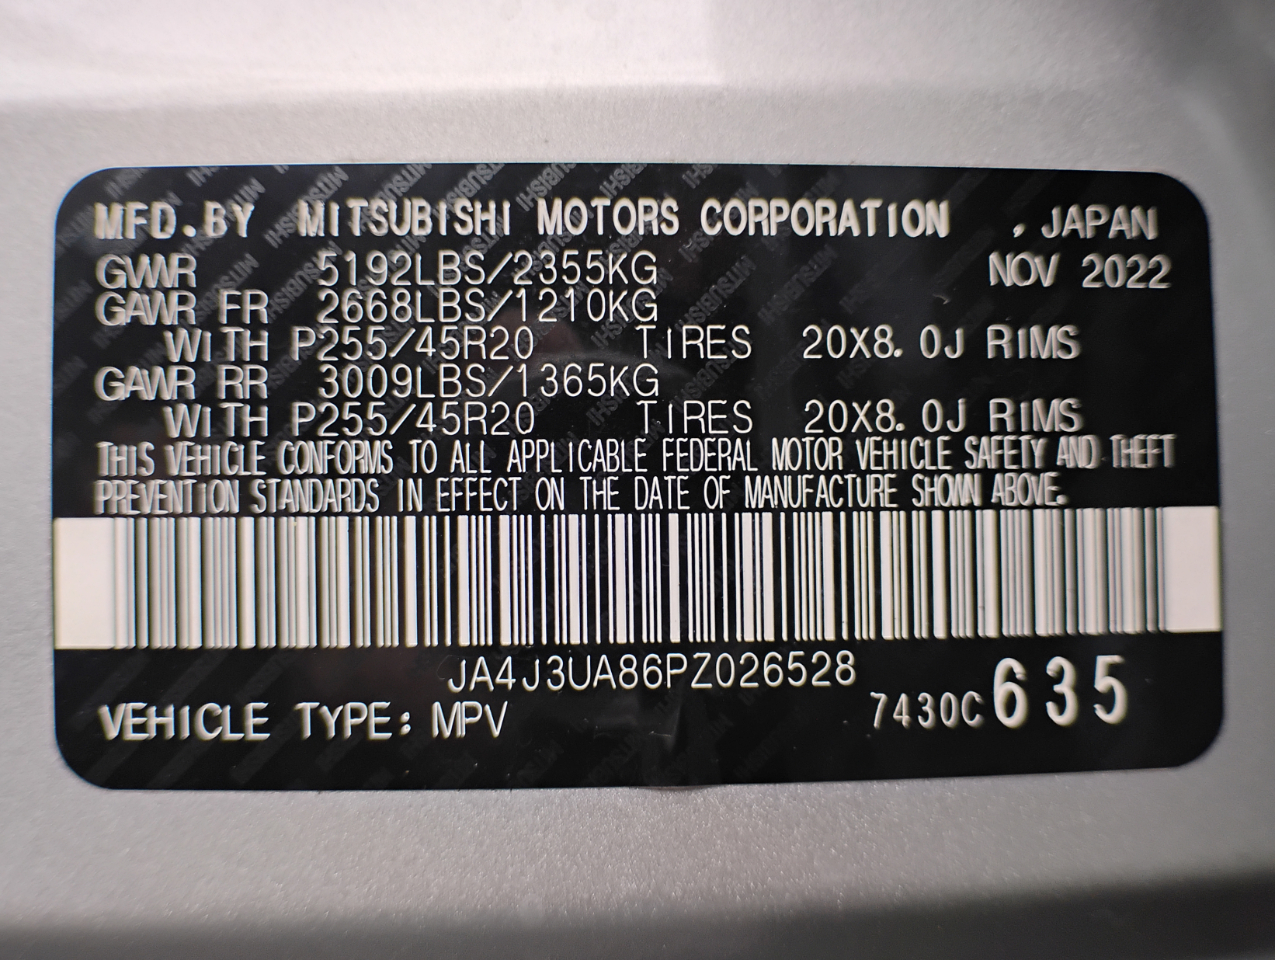 MFD.BY MITSUBISHI MOTORS CORPORATION , JAPAN
GVWR 5192LBS/2355KG NOV 2022
GAWR FR 2668LBS/1210KG
WITH P255/45R20 TIRES 20X8.0J RIMS
GAWR RR 3009LBS/1365KG
WITH P255/45R20 TIRES 20X8.0J RIMS
THIS VEHICLE CONFORMS TO ALL APPLICABLE FEDERAL MOTOR VEHICLE SAFETY AND THEFT
PREVENTION STANDARDS IN EFFECT ON THE DATE OF MANUFACTURE SHOWN ABOVE.
JA4J3UA86PZ026528
VEHICLE TYPE: MPV 7430C 635